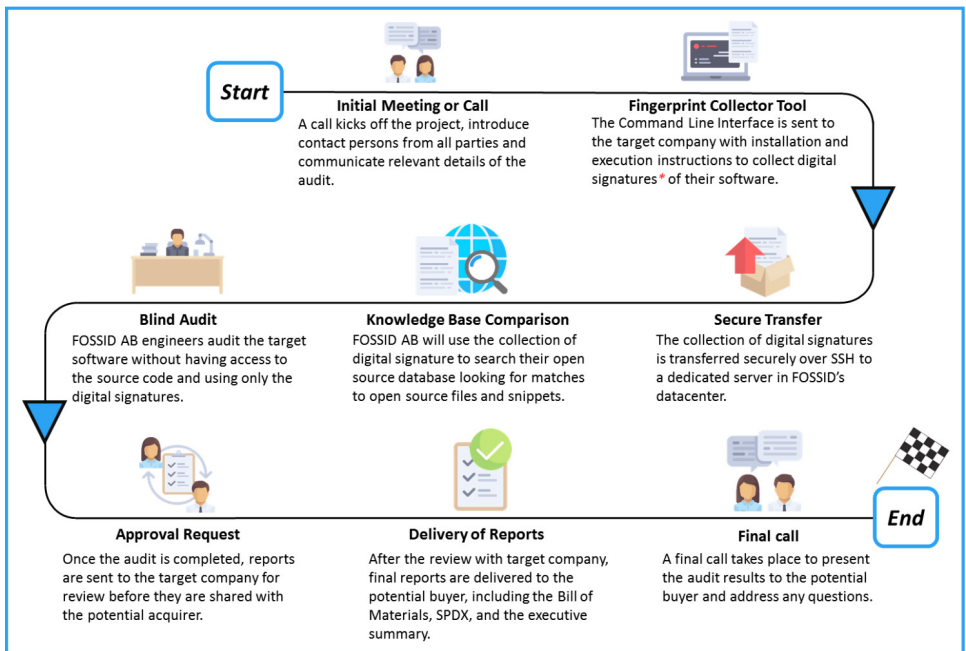 Start
Initial Meeting or Call
A call kicks off the project, introduce
contact persons from all parties and
communicate relevant details of the
audit.
Fingerprint Collector Tool
The Command Line Interface is sent to
the target company with installation and
execution instructions to collect digital
signatures* of their software.
Secure Transfer
The collection of digital signatures
is transferred securely over SSH to
a dedicated server in FOSSID’s
datacenter.
Knowledge Base Comparison
FOSSID AB will use the collection of
digital signature to search their open
source database looking for matches
to open source files and snippets.
Blind Audit
FOSSID AB engineers audit the target
software without having access to
the source code and using only the
digital signatures.
Approval Request
Once the audit is completed, reports
are sent to the target company for
review before they are shared with
the potential acquirer.
Delivery of Reports
After the review with target company,
final reports are delivered to the
potential buyer, including the Bill of
Materials, SPDX, and the executive
summary.
Final call
A final call takes place to present
the audit results to the potential
buyer and address any questions.
End